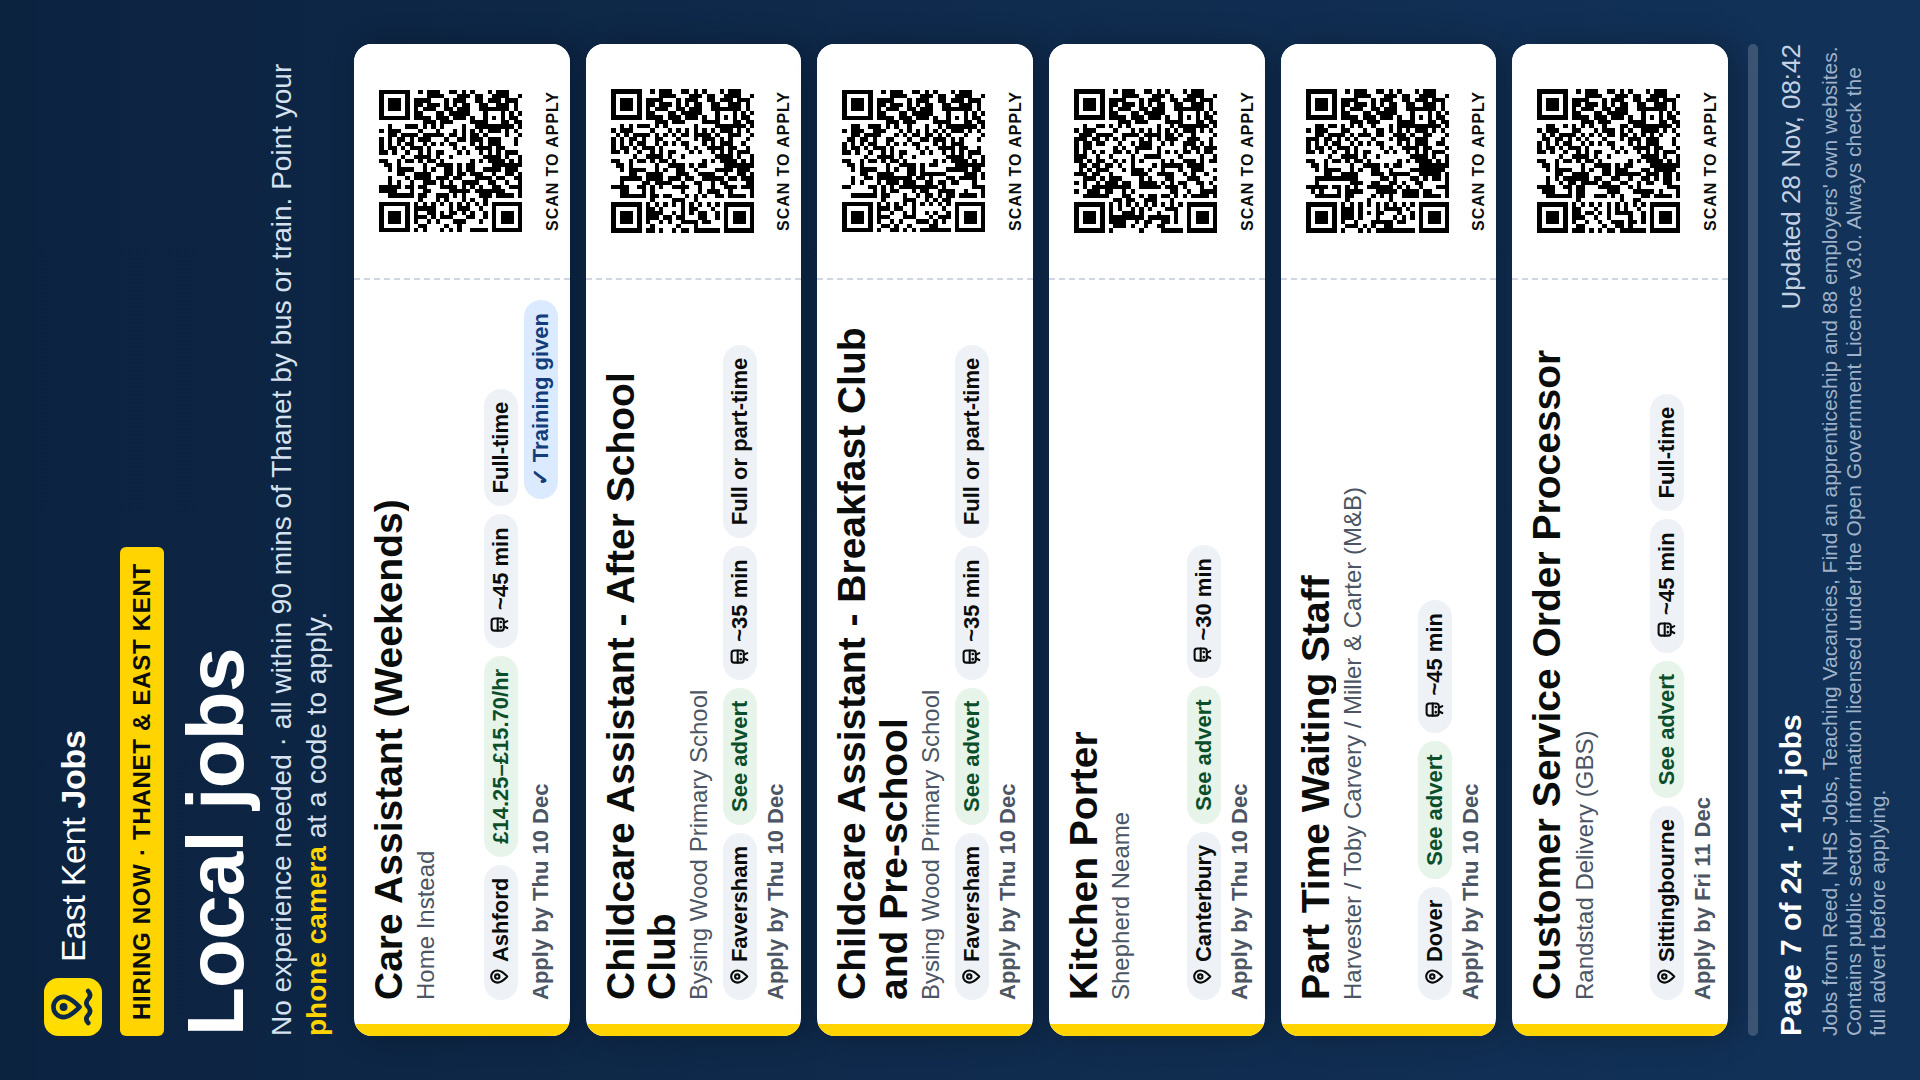 East Kent Jobs
HIRING NOW · THANET & EAST KENT
Local jobs
No experience needed · all within 90 mins of Thanet by bus or train. Point your
phone camera at a code to apply.
Care Assistant (Weekends)
Home Instead
Ashford £14.25–£15.70/hr ~45 min Full-time
✓ Training given
Apply by Thu 10 Dec
SCAN TO APPLY
Childcare Assistant - After School
Club
Bysing Wood Primary School
Faversham See advert ~35 min Full or part-time
Apply by Thu 10 Dec
SCAN TO APPLY
Childcare Assistant - Breakfast Club
and Pre-school
Bysing Wood Primary School
Faversham See advert ~35 min Full or part-time
Apply by Thu 10 Dec
SCAN TO APPLY
Kitchen Porter
Shepherd Neame
Canterbury See advert ~30 min
Apply by Thu 10 Dec
SCAN TO APPLY
Part Time Waiting Staff
Harvester / Toby Carvery / Miller & Carter (M&B)
Dover See advert ~45 min
Apply by Thu 10 Dec
SCAN TO APPLY
Customer Service Order Processor
Randstad Delivery (GBS)
Sittingbourne See advert ~45 min Full-time
Apply by Fri 11 Dec
SCAN TO APPLY
Page 7 of 24 · 141 jobs
Updated 28 Nov, 08:42
Jobs from Reed, NHS Jobs, Teaching Vacancies, Find an apprenticeship and 88 employers' own websites.
Contains public sector information licensed under the Open Government Licence v3.0. Always check the
full advert before applying.